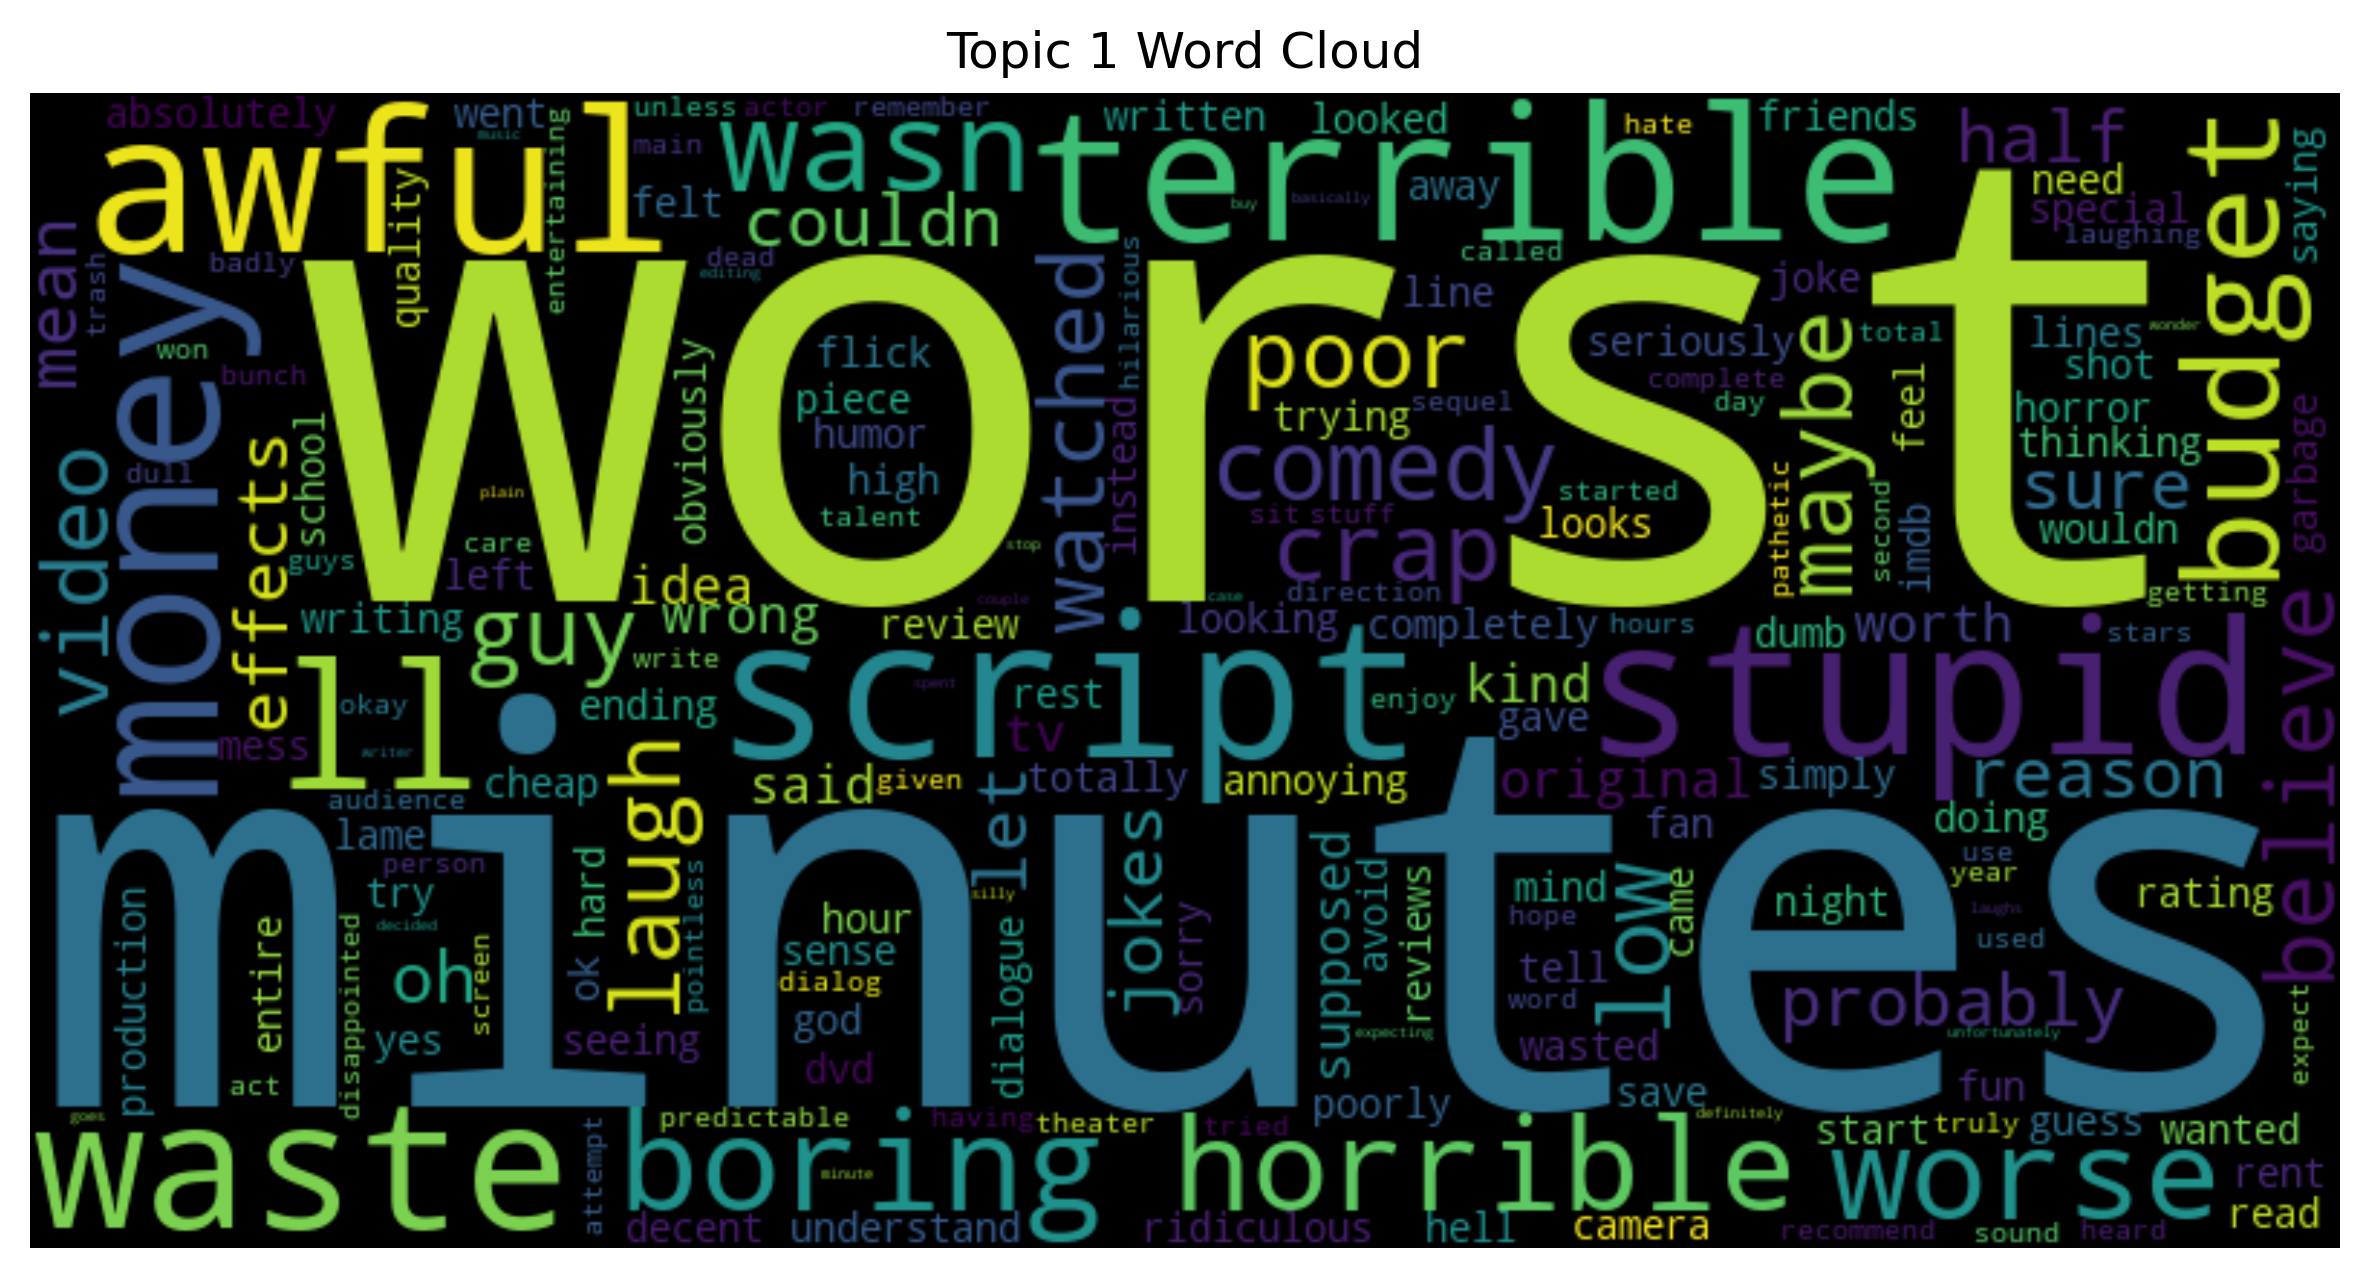 Topic 1 Word Cloud
absolutely
went
music
entertaining
unless
actor
remember
written
looked
hate
friends
half
budget
saying
awful
main
wasn
terrible
need
quality
felt
couldn
buy
basically
away
special
laughing
mean
trash
badly
money
dead
editing
hilarious
called
worst
watched
line
joke
won
bunch
flick
obviously
poor
seriously
maybe
total
lines
wonder
shot
piece
trying
sequel
complete
day
feel
horror
humor
thinking
garbage
school
effects
video
dull
high
comedy
sure
plain
talent
instead
started
pathetic
second
imdb
sit
stuff
crap
looks
wouldn
care
stop
guys
left
idea
couple
case
direction
getting
writing
guy
wrong
review
looking
completely
hours
dumb
worth
stars
believe
write
script
stupid
ll
okay
ending
spent
rest
enjoy
kind
gave
tv
mess
writer
cheap
laugh
said
given
let
totally
annoying
original
simply
reason
audience
lame
minutes
jokes
fan
doing
person
try
hard
pointless
silly
supposed
avoid
reviews
mind
low
came
use
year
night
rating
production
entire
disappointed
decided
hour
hope
laughs
sense
dialogue
sorry
used
oh
screen
ok
dialog
tell
word
probably
god
expecting
unfortunately
expect
yes
seeing
wasted
dvd
act
save
fun
poorly
goes
waste
attempt
predictable
having
theater
tried
definitely
start
truly
guess
wanted
boring
minute
horrible
worse
rent
decent
understand
ridiculous
hell
camera
recommend
sound
heard
read